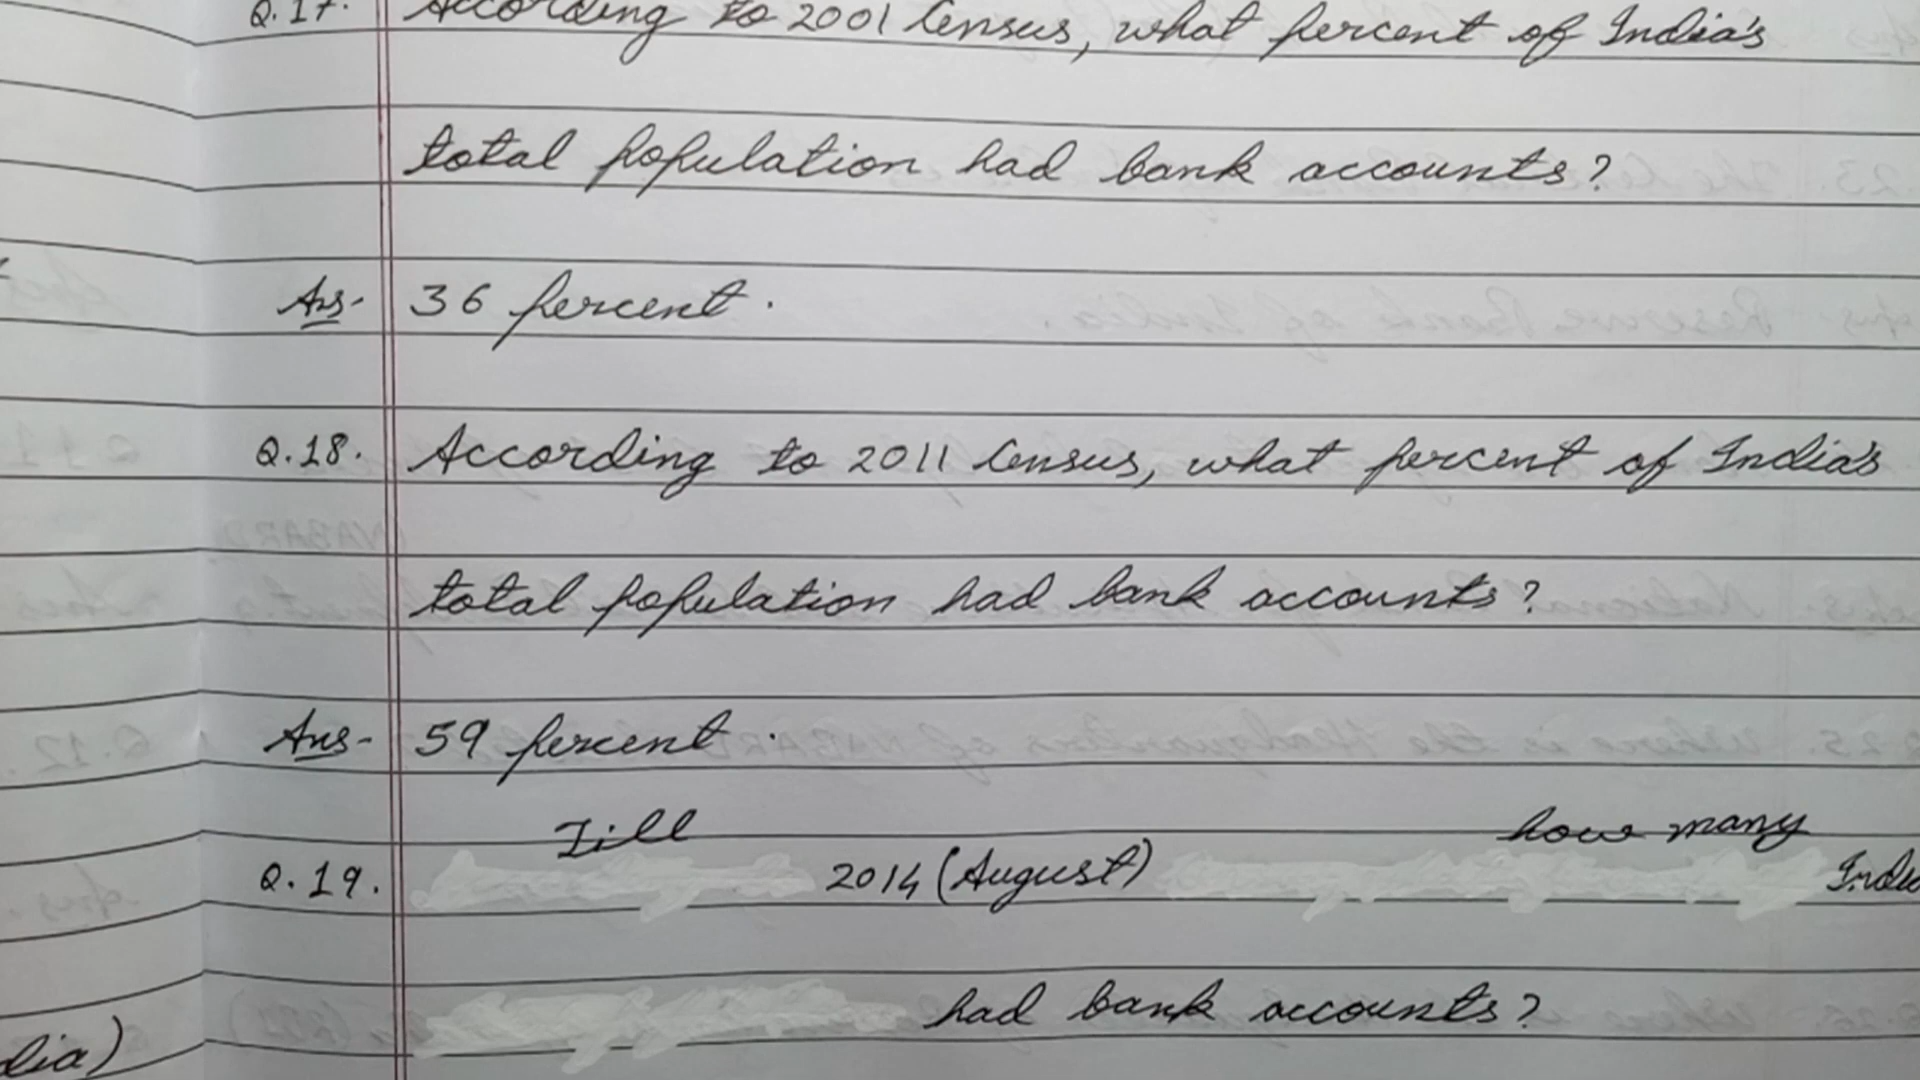 Q.17. According to 2001 Census, what percent of India's
total population had bank accounts?
Ans- 36 percent.
Q.18. According to 2011 Census, what percent of India's
total population had bank accounts?
Ans- 59 percent.
Till how many
Q.19. 2014 (August)
had bank accounts?
dia)